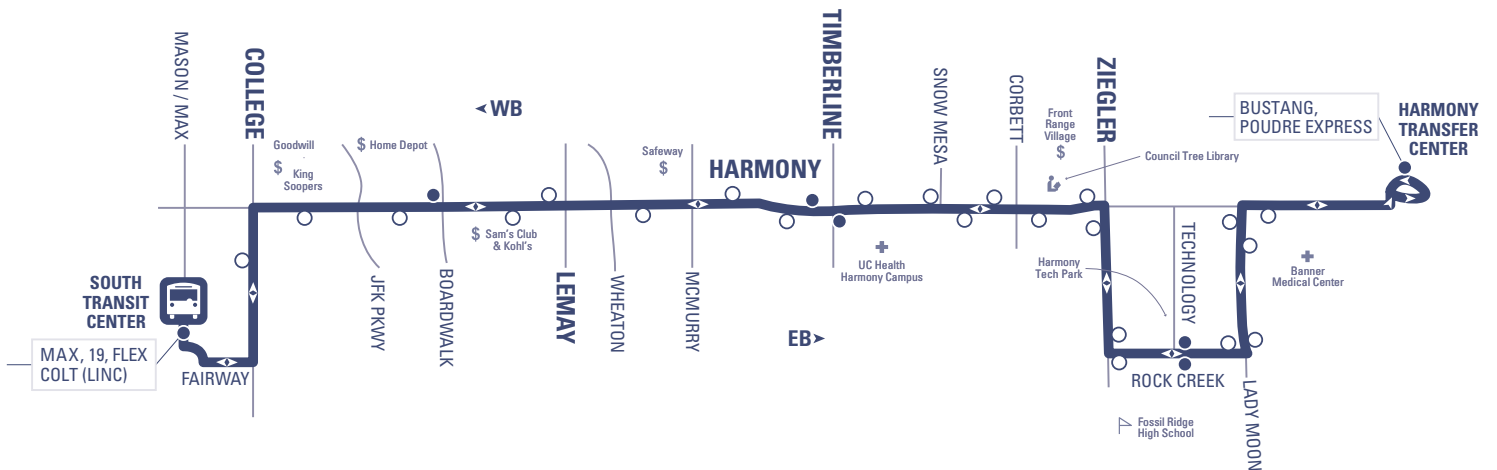 MASON / MAX
COLLEGE
Goodwill
$
King
Soopers
$ Home Depot
◄ WB
Safeway
$
HARMONY
TIMBERLINE
SNOW MESA
CORBETT
Front
Range
Village
$
ZIEGLER
Council Tree Library
BUSTANG,
POUDRE EXPRESS
HARMONY
TRANSFER
CENTER
$ Sam's Club
& Kohl's
UC Health
Harmony Campus
Harmony
Tech Park
TECHNOLOGY
Banner
Medical Center
SOUTH
TRANSIT
CENTER
MAX, 19, FLEX
COLT (LINC)
FAIRWAY
JFK PKWY
BOARDWALK
LEMAY
WHEATON
MCMURRY
EB ➤
ROCK CREEK
LADY MOON
Fossil Ridge
High School